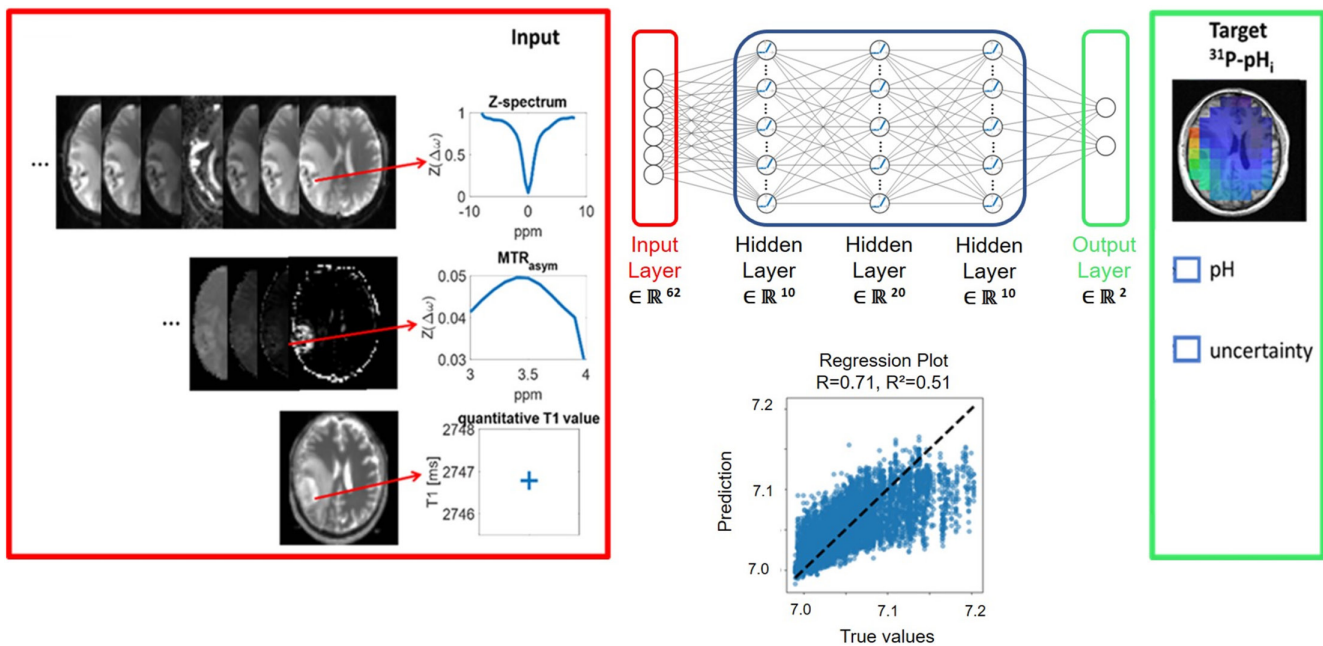 Input
Z-spectrum
Z(Δω)
1
0.5
0
-10
0
10
ppm
...
MTRasym
Z(Δω)
0.05
0.04
0.03
3
3.5
4
ppm
...
quantitative T1 value
T1 [ms]
2748
2747
2746
Input
Layer
∈ ℝ 62
Hidden
Layer
∈ ℝ 10
Hidden
Layer
∈ ℝ 20
Hidden
Layer
∈ ℝ 10
Output
Layer
∈ ℝ 2
Regression Plot
R=0.71, R²=0.51
Prediction
7.2
7.1
7.0
7.0
7.1
7.2
True values
Target
³¹P-pHᵢ
pH
uncertainty